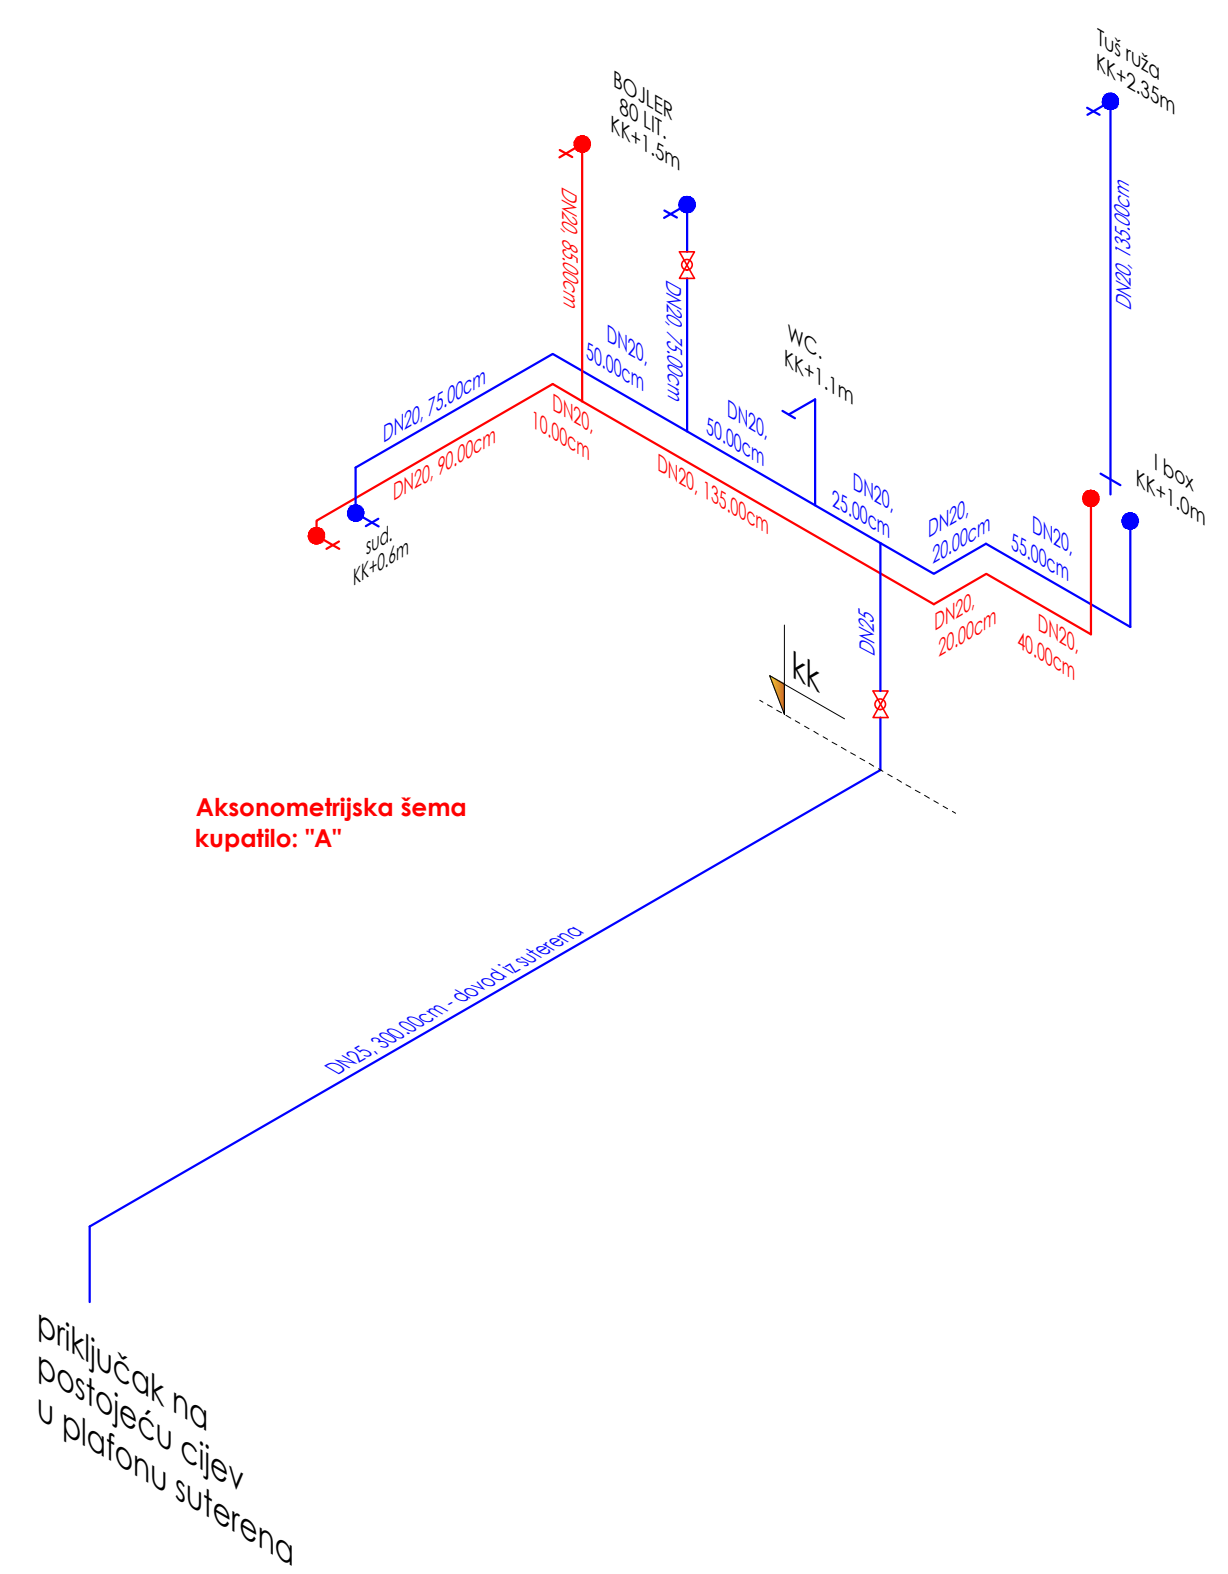 Tuš ruža
KK+2.35m
BOJLER
80 LIT.
KK+1.5m
DN20, 85.00cm
DN20, 75.00cm
DN20, 135.00cm
WC.
KK+1.1m
DN20,
50.00cm
DN20, 75.00cm
DN20, 90.00cm
DN20,
10.00cm
DN20,
50.00cm
DN20, 135.00cm
DN20,
25.00cm
DN20,
20.00cm
DN20,
55.00cm
I box
KK+1.0m
sud.
KK+0.6m
DN25
DN20,
20.00cm
DN20,
40.00cm
kk
Aksonometrijska šema
kupatilo: "A"
DN25, 300.00cm - dovod iz suterena
priključak na
postojeću cijev
u plafonu suterena